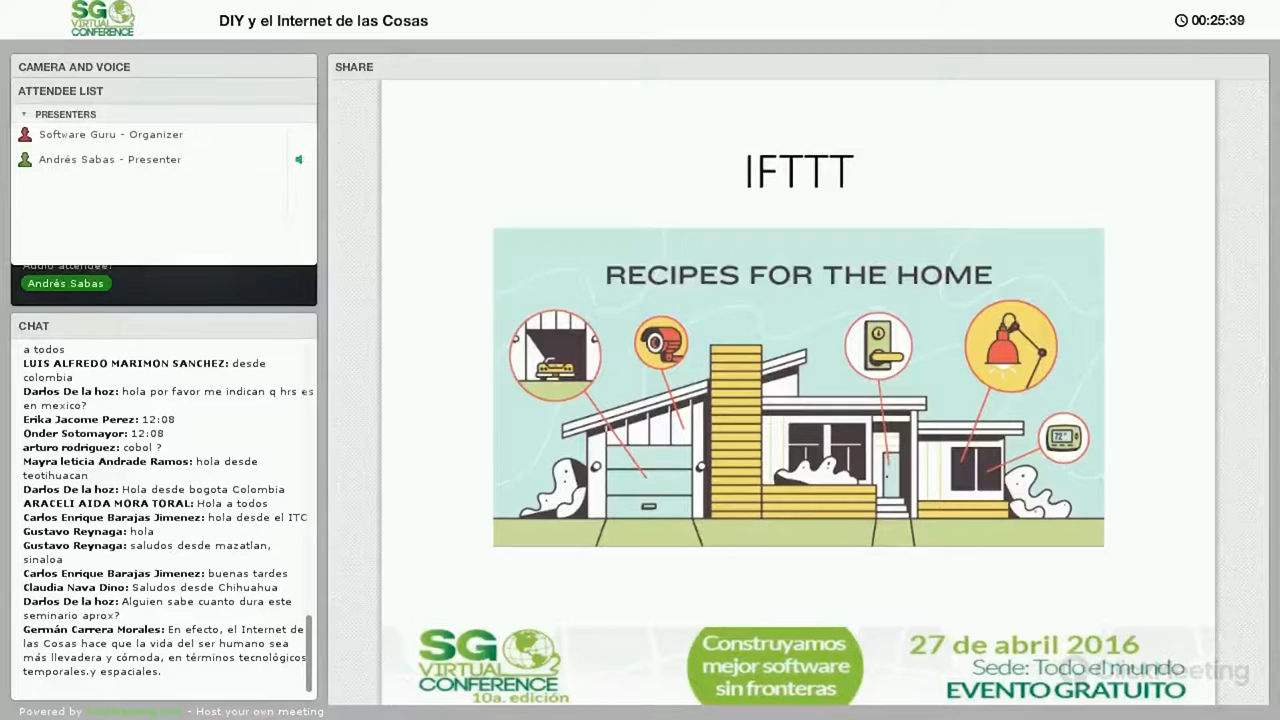 SG
VIRTUAL
CONFERENCE
DIY y el Internet de las Cosas
00:25:39
CAMERA AND VOICE
ATTENDEE LIST
PRESENTERS
Software Guru - Organizer
Andrés Sabas - Presenter
Audio attendee:
Andrés Sabas
CHAT
a todos
LUIS ALFREDO MARIMON SANCHEZ: desde
colombia
Darlos De la hoz: hola por favor me indican q hrs es
en mexico?
Erika Jacome Perez: 12:08
Onder Sotomayor: 12:08
arturo rodriguez: cobol ?
Mayra leticia Andrade Ramos: hola desde
teotihuacan
Darlos De la hoz: Hola desde bogota Colombia
ARACELI AIDA MORA TORAL: Hola a todos
Carlos Enrique Barajas Jimenez: hola desde el ITC
Gustavo Reynaga: hola
Gustavo Reynaga: saludos desde mazatlan,
sinaloa
Carlos Enrique Barajas Jimenez: buenas tardes
Claudia Nava Dino: Saludos desde Chihuahua
Darlos De la hoz: Alguien sabe cuanto dura este
seminario aprox?
Germán Carrera Morales: En efecto, el Internet de
las Cosas hace que la vida del ser humano sea
más llevadera y cómoda, en términos tecnológicos
temporales.y espaciales.
Powered by ClickMeeting.com - Host your own meeting
SHARE
IFTTT
RECIPES FOR THE HOME
72°
SG
VIRTUAL
CONFERENCE
10a. edición
Construyamos
mejor software
sin fronteras
27 de abril 2016
Sede: Todo el mundo
EVENTO GRATUITO
ClickMeeting